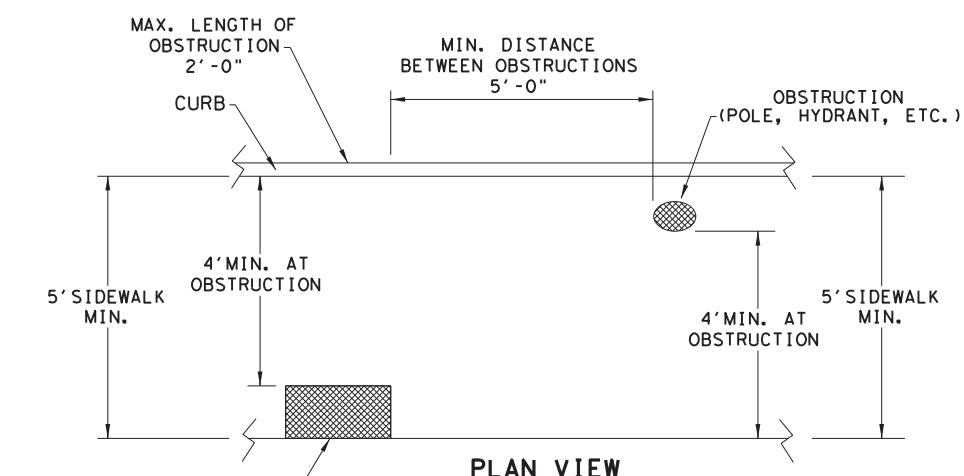 MAX. LENGTH OF
OBSTRUCTION
2'-0"
MIN. DISTANCE
BETWEEN OBSTRUCTIONS
5'-0"
CURB
OBSTRUCTION
(POLE, HYDRANT, ETC.)
4'MIN. AT
OBSTRUCTION
5'SIDEWALK
MIN.
4'MIN. AT
OBSTRUCTION
5'SIDEWALK
MIN.
PLAN VIEW